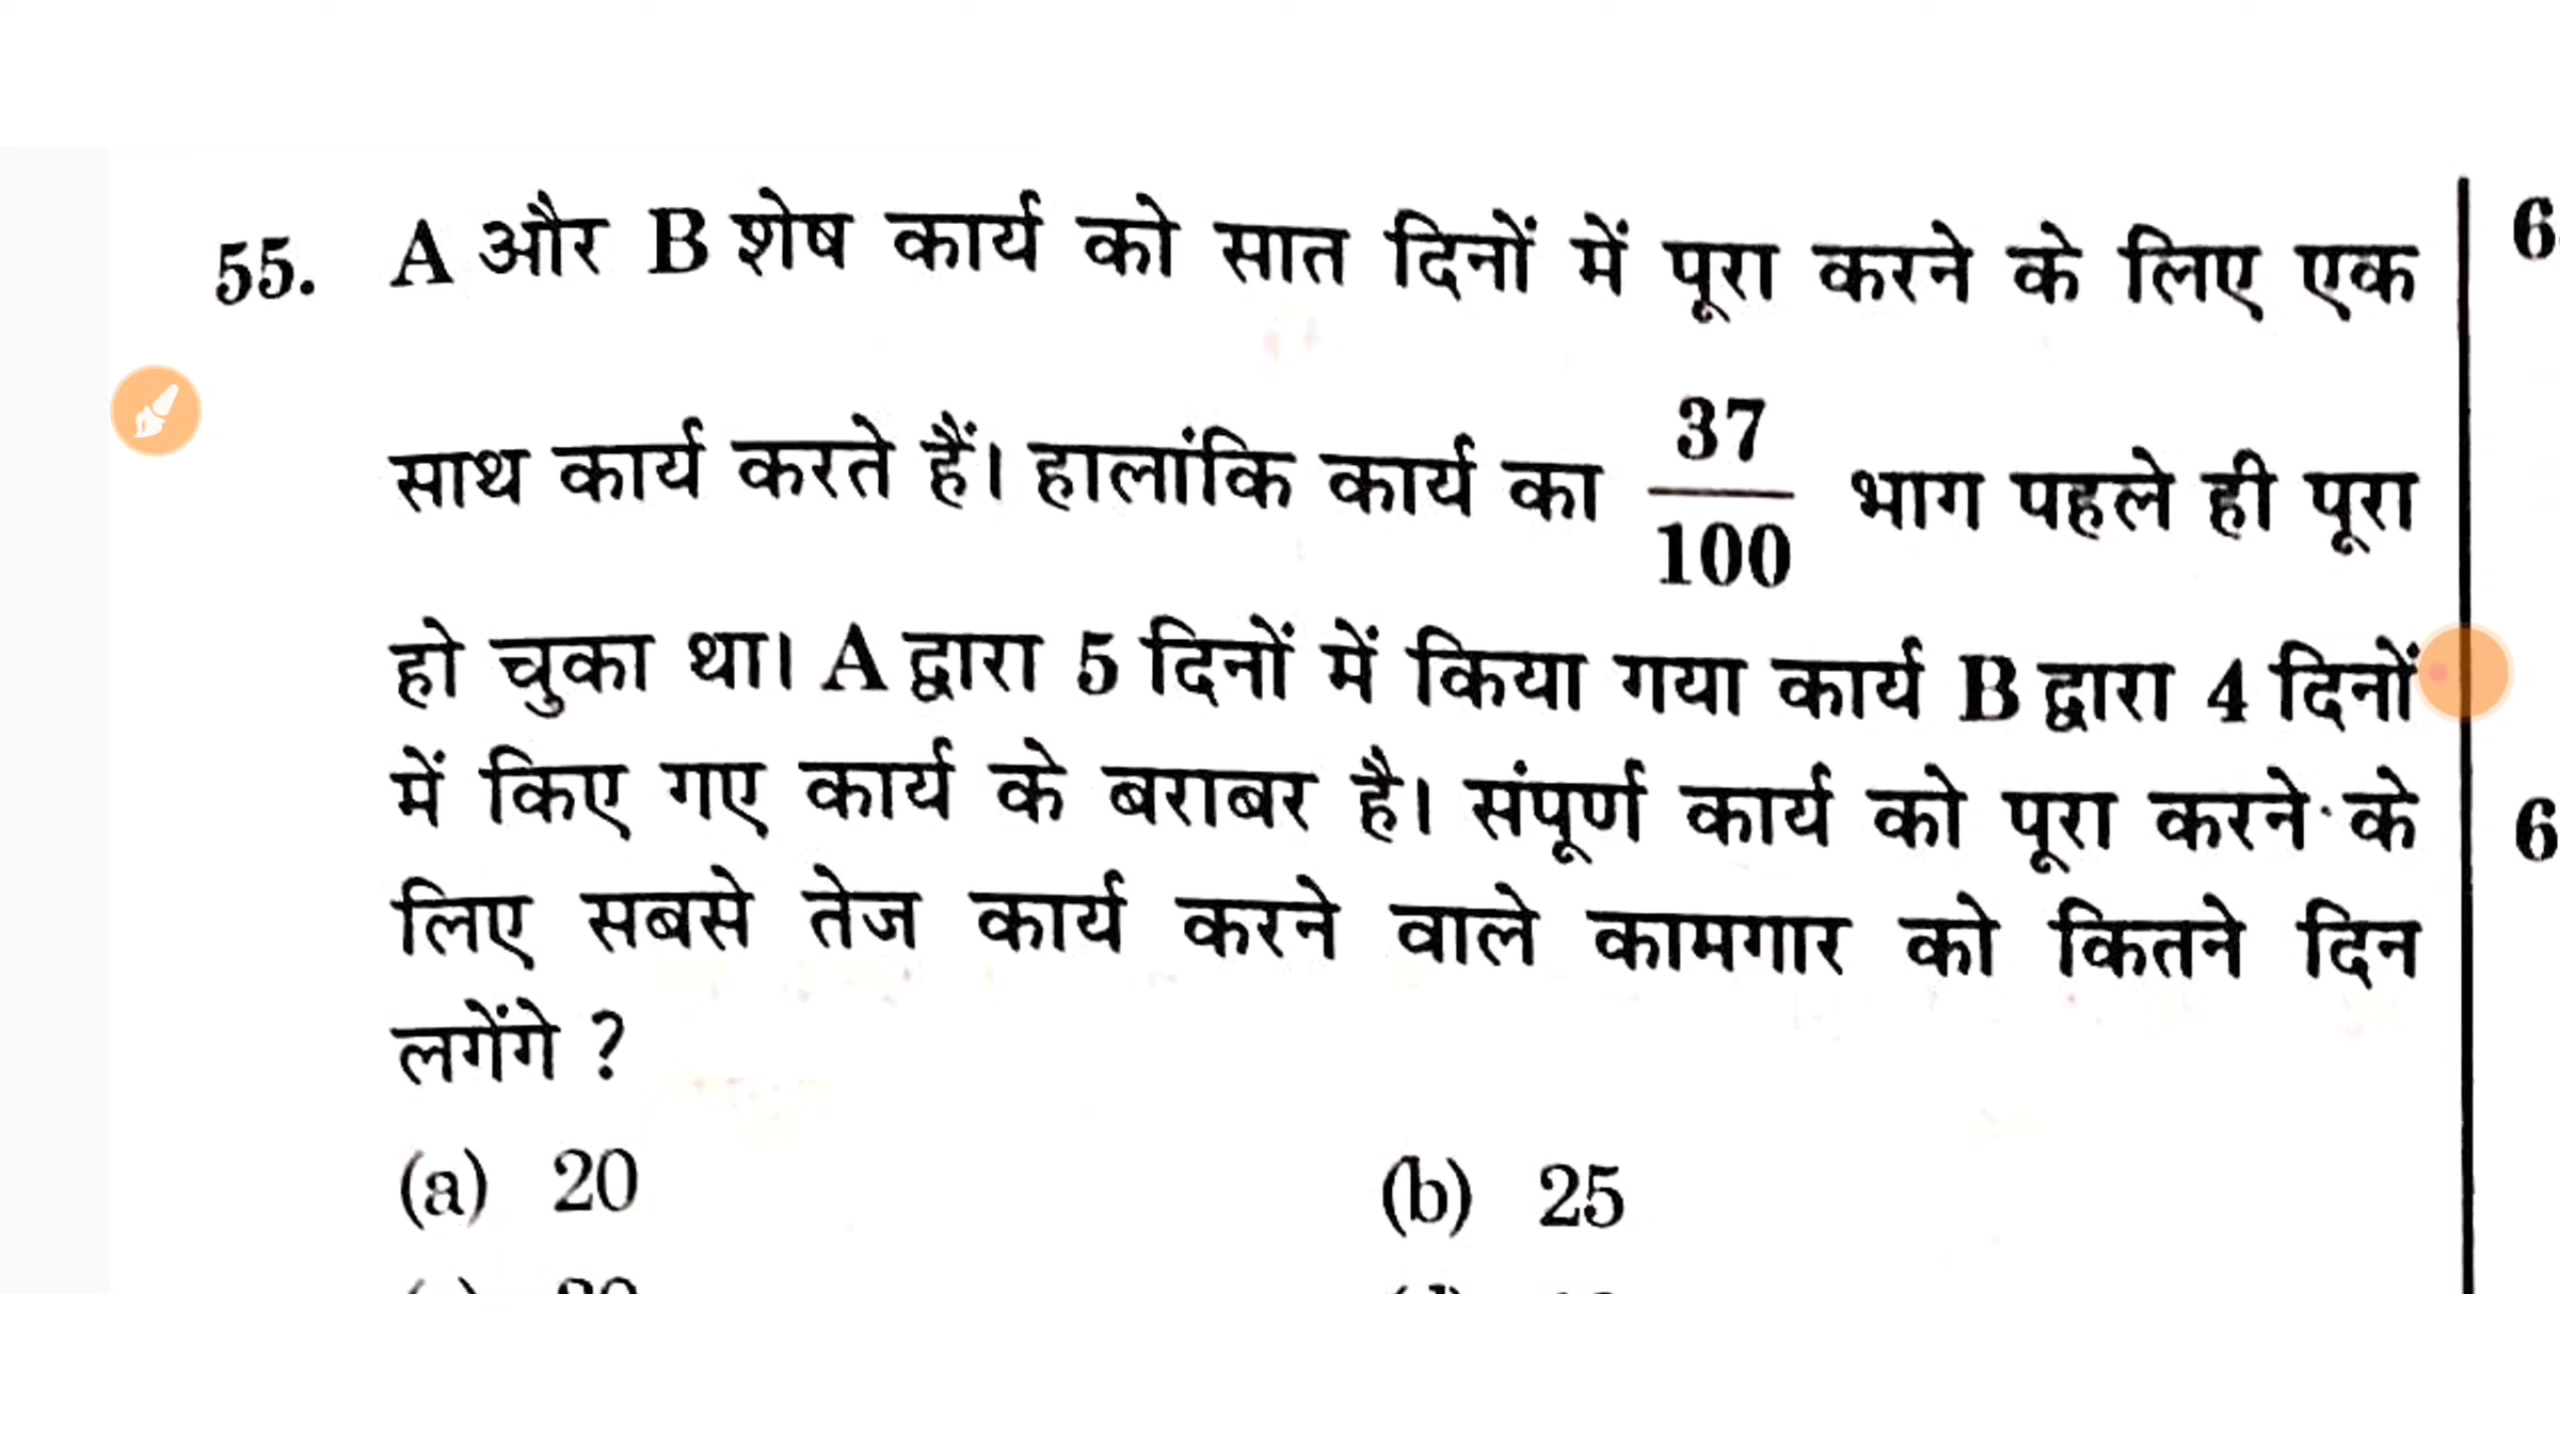 55. A और B शेष कार्य को सात दिनों में पूरा करने के लिए एक
साथ कार्य करते हैं। हालांकि कार्य का 37/100 भाग पहले ही पूरा
हो चुका था। A द्वारा 5 दिनों में किया गया कार्य B द्वारा 4 दिनों
में किए गए कार्य के बराबर है। संपूर्ण कार्य को पूरा करने के
लिए सबसे तेज कार्य करने वाले कामगार को कितने दिन
लगेंगे ?
(a) 20 (b) 25
6
6